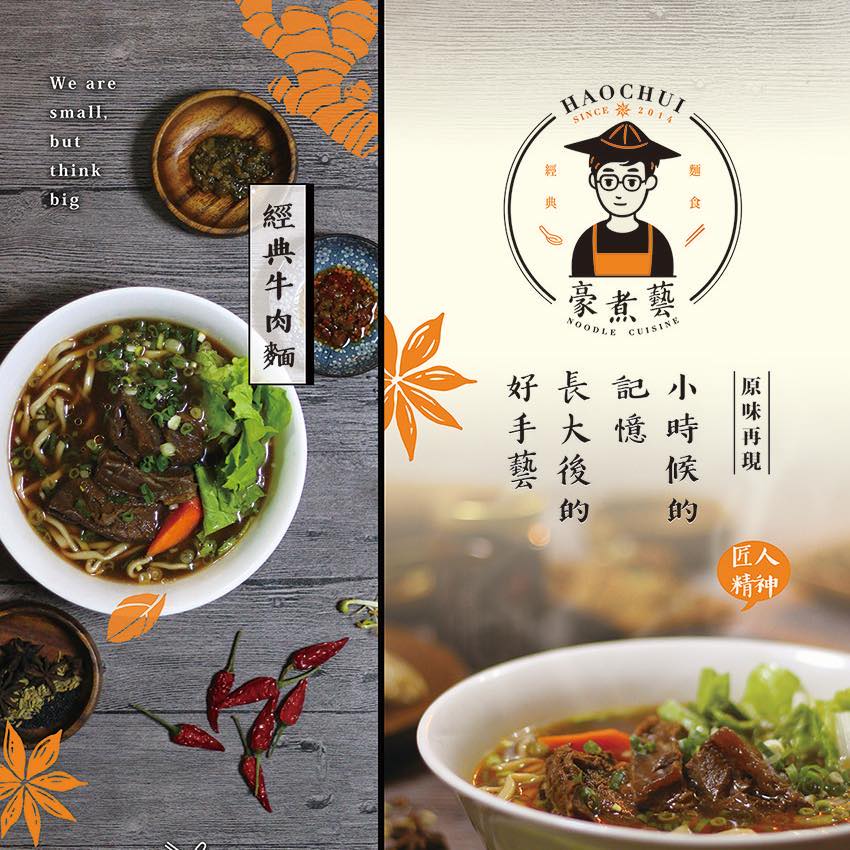 We are
small,
but
think
big
經典牛肉麵
HAOCHUI
SINCE 2014
經典
麵食
豪煮藝
NOODLE CUISINE
原味再現
小時候的
記憶
長大後的
好手藝
匠人
精神